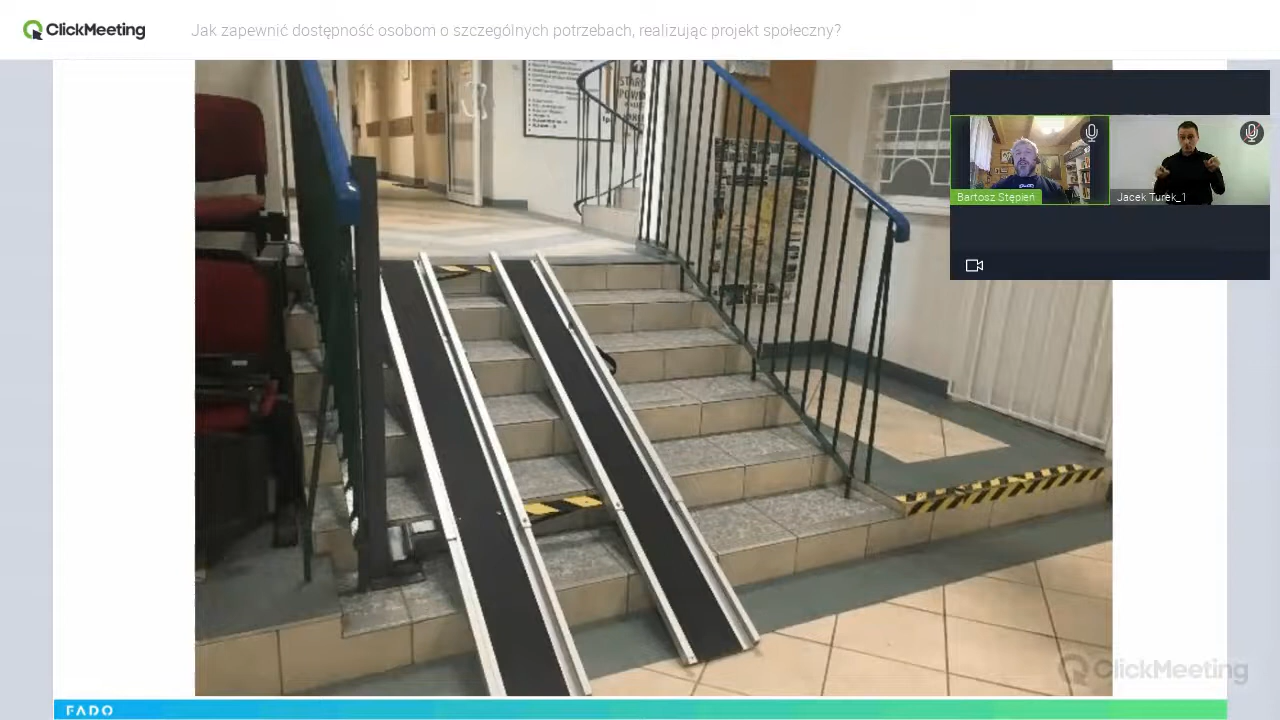 ClickMeeting
Jak zapewnić dostępność osobom o szczególnych potrzebach, realizując projekt społeczny?
Bartosz Stępień
Jacek Turek_1
ClickMeeting
FADO